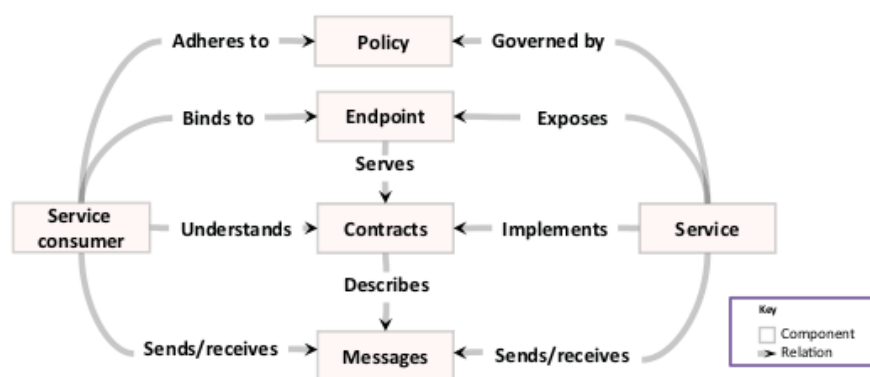 Adheres to
Policy
Governed by
Binds to
Endpoint
Exposes
Serves
Service
consumer
Understands
Contracts
Implements
Service
Describes
Sends/receives
Messages
Sends/receives
Key
Component
Relation